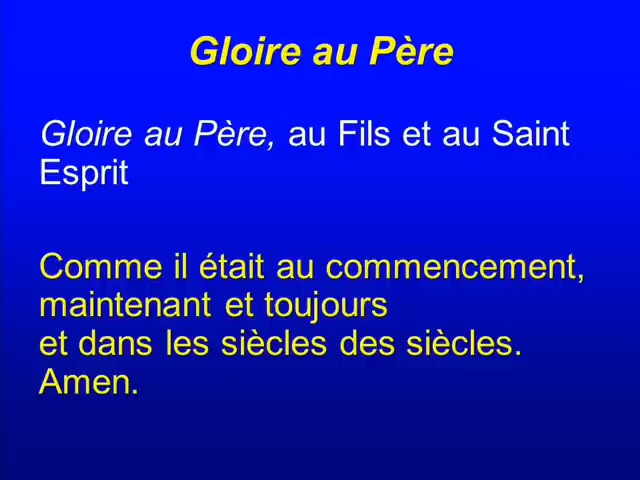 Gloire au Père
Gloire au Père, au Fils et au Saint
Esprit
Comme il était au commencement,
maintenant et toujours
et dans les siècles des siècles.
Amen.